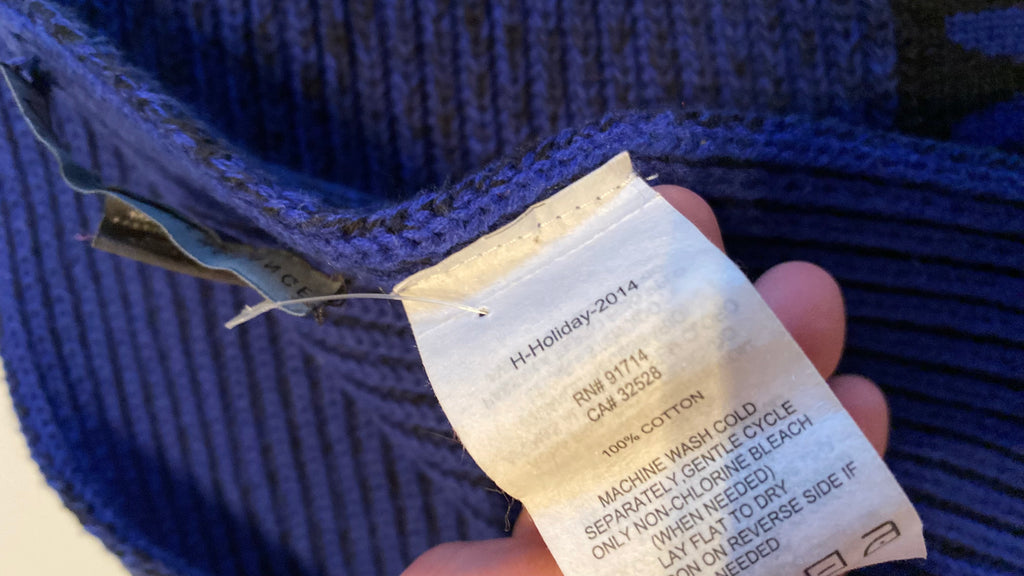 H-Holiday-2014
RN# 91714
CA# 32528
100% COTTON
MACHINE WASH COLD
SEPARATELY GENTLE CYCLE
ONLY NON-CHLORINE BLEACH
(WHEN NEEDED)
LAY FLAT TO DRY
ON REVERSE SIDE IF
NEEDED